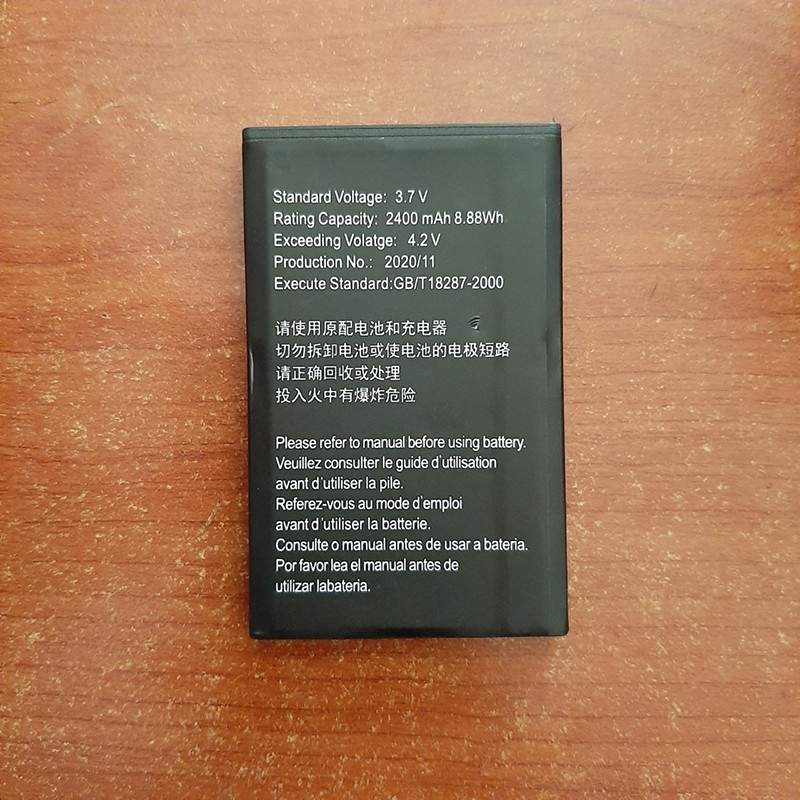 Standard Voltage: 3.7 V
Rating Capacity: 2400 mAh 8.88Wh
Exceeding Volatge: 4.2 V
Production No.: 2020/11
Execute Standard:GB/T18287-2000
请使用原配电池和充电器
切勿拆卸电池或使电池的电极短路
请正确回收或处理
投入火中有爆炸危险
Please refer to manual before using battery.
Veuillez consulter le guide d'utilisation
avant d'utiliser la pile.
Referez-vous au mode d'emploi
avant d'utiliser la batterie.
Consulte o manual antes de usar a bateria.
Por favor lea el manual antes de
utilizar labateria.